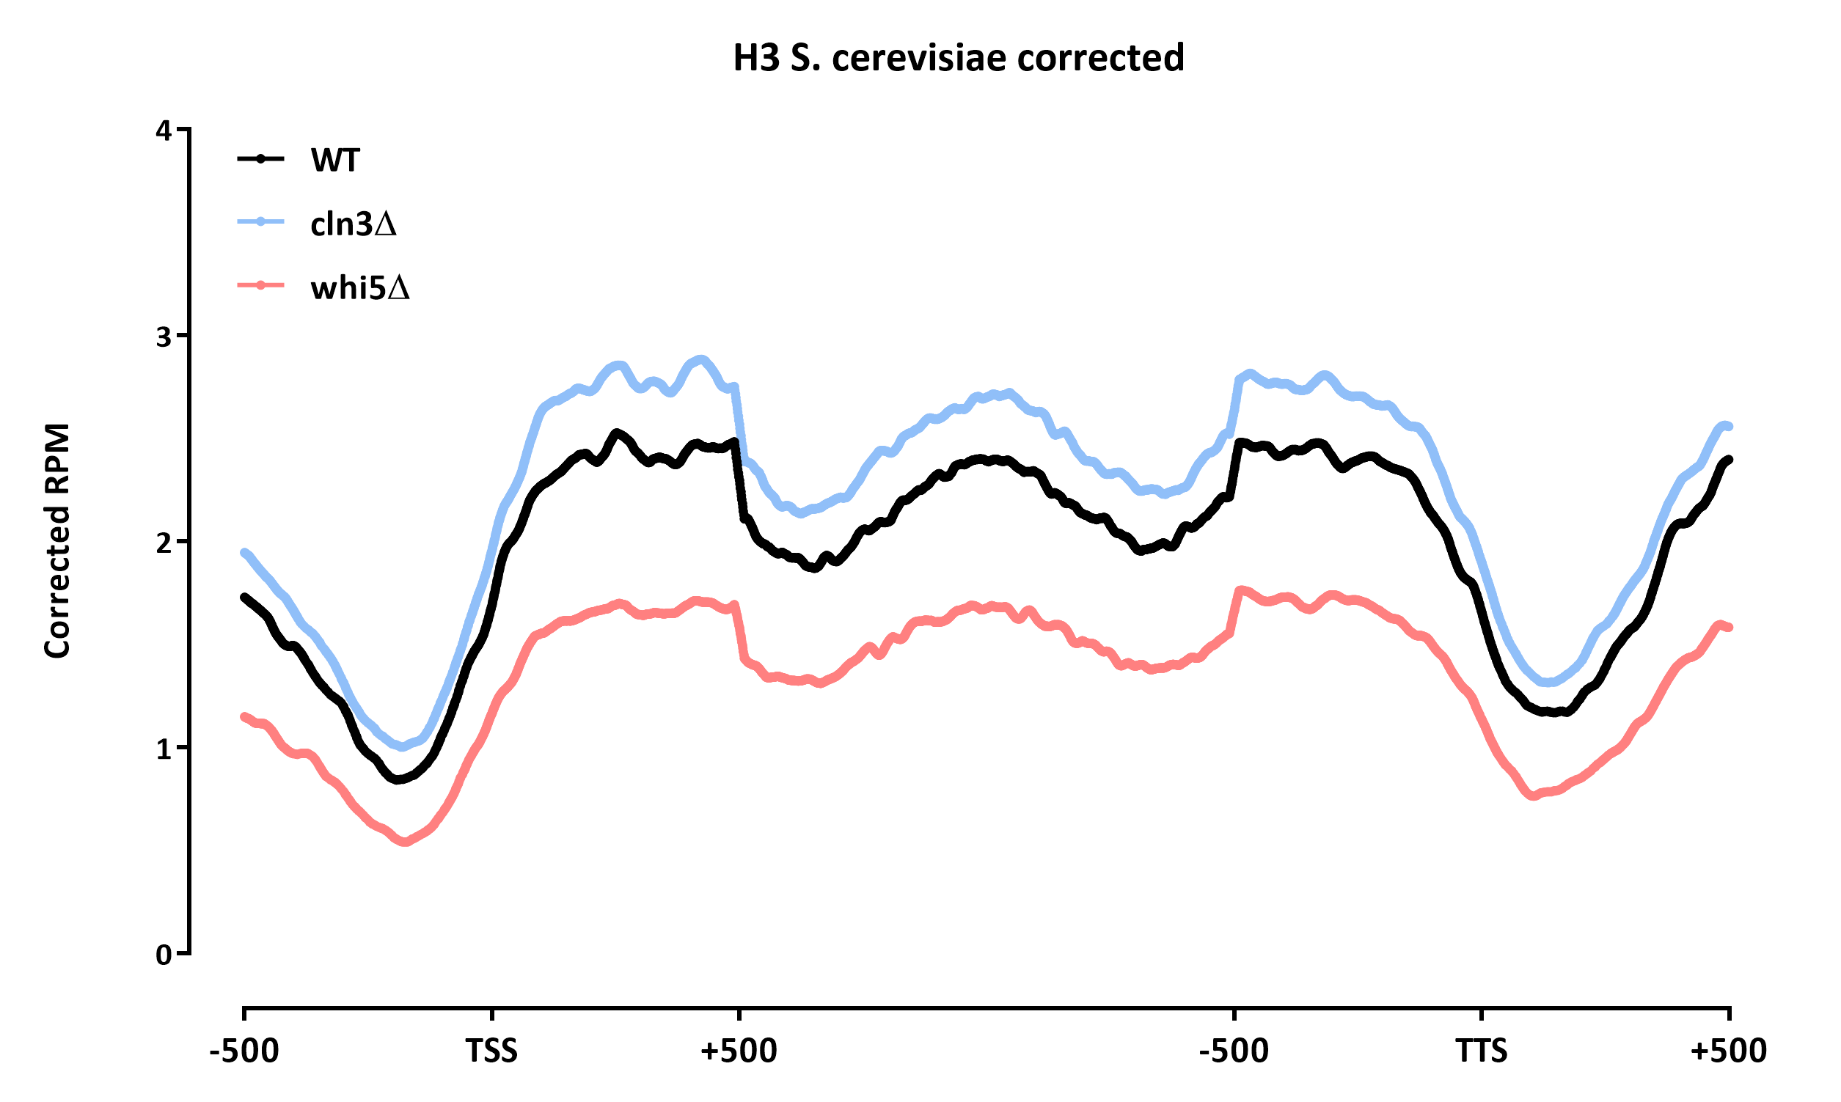 H3 S. cerevisiae corrected
4
3
2
1
0
Corrected RPM
WT
cln3Δ
whi5Δ
-500
TSS
+500
-500
TTS
+500